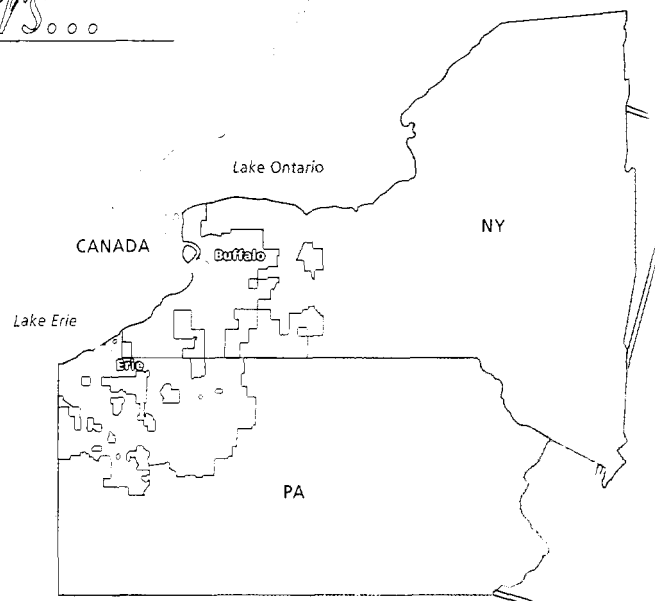 Lake Ontario
NY
CANADA
Buffalo
Lake Erie
Erie
PA